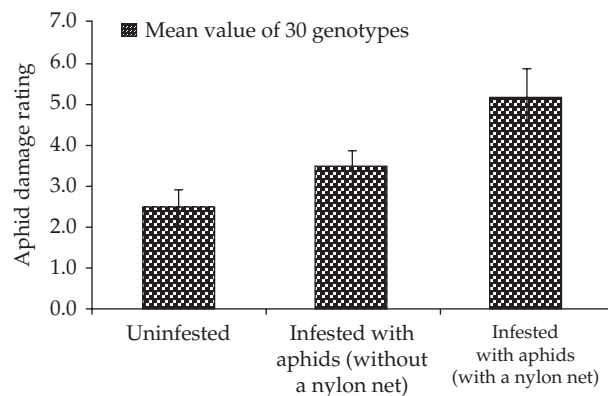 7.0
Mean value of 30 genotypes
6.0
5.0
4.0
3.0
2.0
1.0
0.0
Aphid damage rating
Uninfested
Infested with
aphids (without
a nylon net)
Infested
with aphids
(with a nylon net)